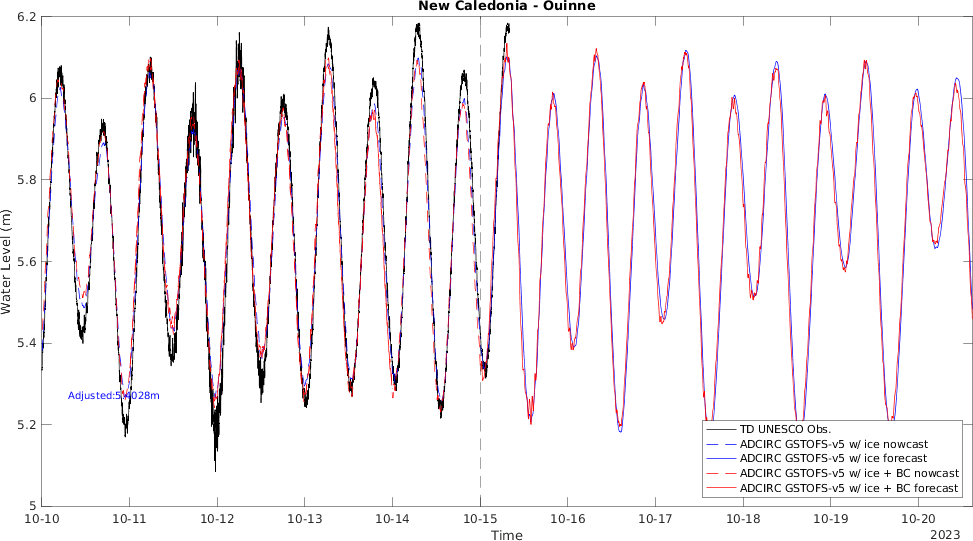 New Caledonia - Ouinne
6.2
6
5.8
5.6
5.4
5.2
5
Water Level (m)
Adjusted:5.4028m
TD UNESCO Obs.
ADCIRC GSTOFS-v5 w/ ice nowcast
ADCIRC GSTOFS-v5 w/ ice forecast
ADCIRC GSTOFS-v5 w/ ice + BC nowcast
ADCIRC GSTOFS-v5 w/ ice + BC forecast
10-10 10-11 10-12 10-13 10-14 10-15 10-16 10-17 10-18 10-19 10-20
Time
2023